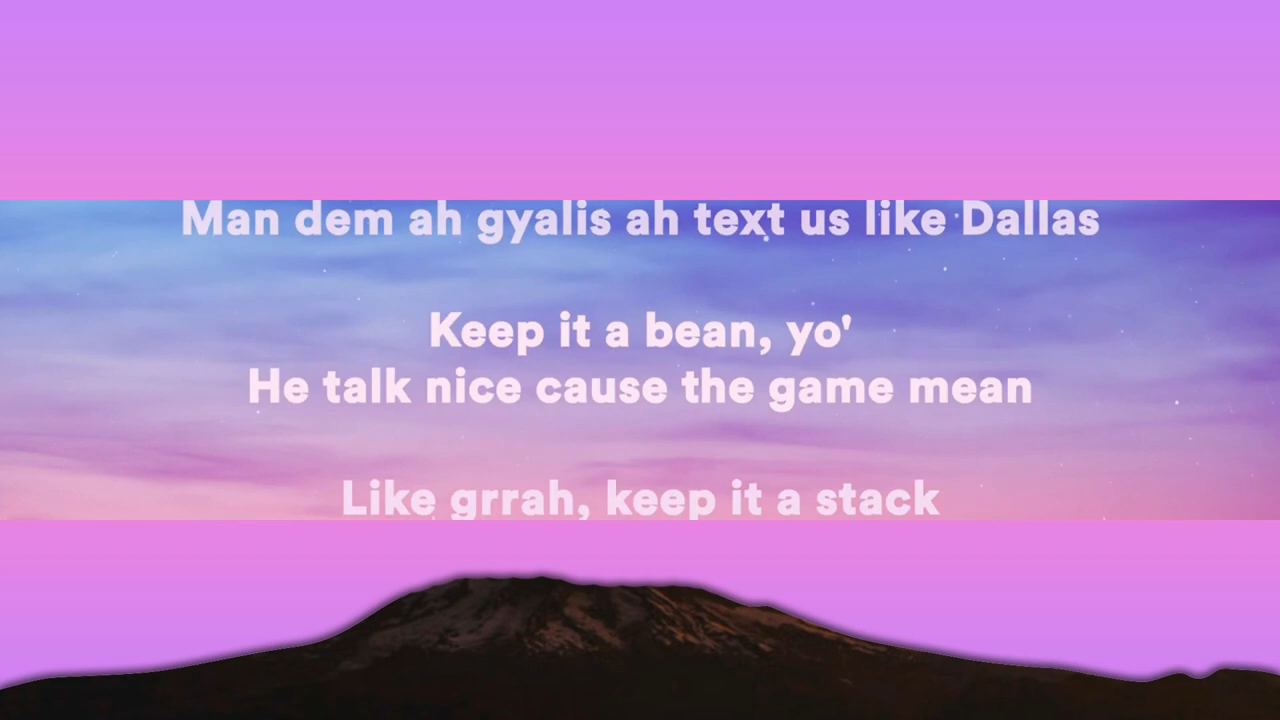 Man dem ah gyalis ah text us like Dallas
Keep it a bean, yo'
He talk nice cause the game mean
Like grrah, keep it a stack